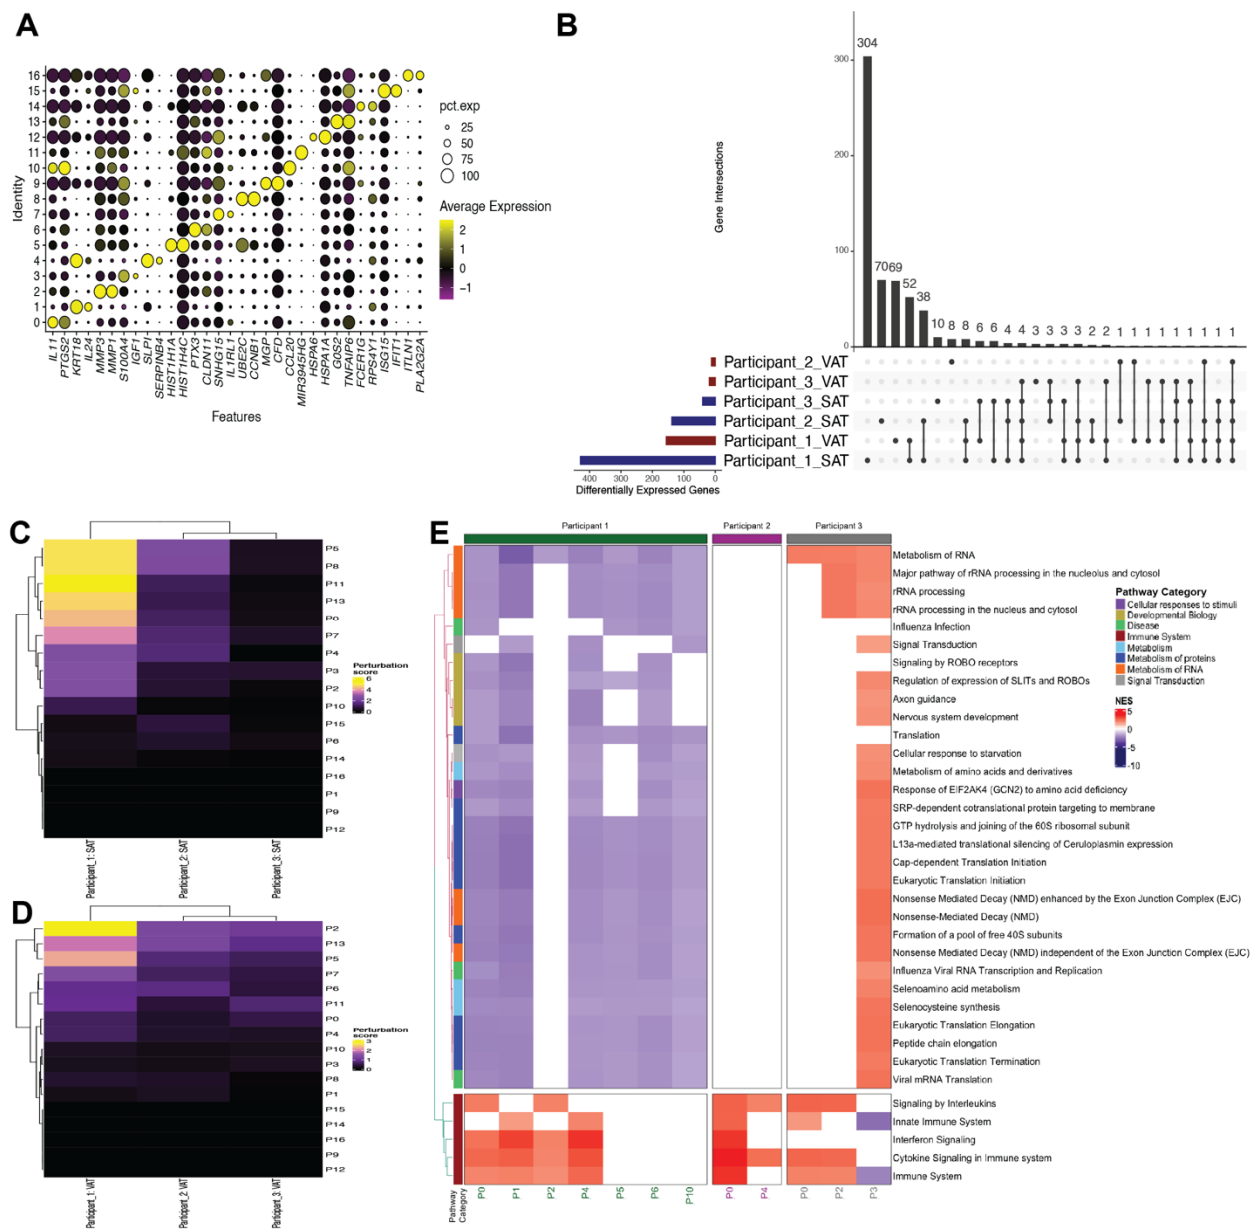 A
Identity
16
15
14
13
12
11
10
9
8
7
6
5
4
3
2
1
0
IL11
PTGS2
KRT18
IL24
MMP3
MMP1
S100A4
IGF1
SLPI
SERPINB4
HIST1H1A
HIST1H4C
PTX3
CLDN11
SNHG15
IL1RL1
UBE2C
CCNB1
MGP
CFD
CCL20
MIR3945HG
HSPA6
HSPA1A
G0S2
TNFAIP6
FCER1G
RPS4Y1
ISG15
IFIT1
ITLN1
PLA2G2A
Features
pct.exp
25
50
75
100
Average Expression
2
1
0
-1
B
Gene Intersections
300
200
100
0
304
70 69 52 38 10 8 8 6 6 4 4 3 3 3 2 2 1 1 1 1 1 1 1 1 1
Participant_2_VAT
Participant_3_VAT
Participant_3_SAT
Participant_2_SAT
Participant_1_VAT
Participant_1_SAT
400 300 200 100 0
Differentially Expressed Genes
C
P5
P8
P11
P13
P0
P7
P4
P3
P2
P10
P15
P6
P14
P16
P1
P9
P12
Participant_1: SAT
Participant_2: SAT
Participant_3: SAT
Perturbation
score
6
4
2
0
D
P2
P13
P5
P7
P6
P11
P0
P4
P10
P3
P8
P1
P15
P14
P16
P9
P12
Participant_1: VAT
Participant_2: VAT
Participant_3: VAT
Perturbation
score
3
2
1
0
E
Participant 1
Participant 2
Participant 3
Metabolism of RNA
Major pathway of rRNA processing in the nucleolus and cytosol
rRNA processing
rRNA processing in the nucleus and cytosol
Influenza Infection
Signal Transduction
Signaling by ROBO receptors
Regulation of expression of SLITs and ROBOs
Axon guidance
Nervous system development
Translation
Cellular response to starvation
Metabolism of amino acids and derivatives
Response of EIF2AK4 (GCN2) to amino acid deficiency
SRP-dependent cotranslational protein targeting to membrane
GTP hydrolysis and joining of the 60S ribosomal subunit
L13a-mediated translational silencing of Ceruloplasmin expression
Cap-dependent Translation Initiation
Eukaryotic Translation Initiation
Nonsense Mediated Decay (NMD) enhanced by the Exon Junction Complex (EJC)
Nonsense-Mediated Decay (NMD)
Formation of a pool of free 40S subunits
Nonsense Mediated Decay (NMD) independent of the Exon Junction Complex (EJC)
Influenza Viral RNA Transcription and Replication
Selenoamino acid metabolism
Selenocysteine synthesis
Eukaryotic Translation Elongation
Peptide chain elongation
Eukaryotic Translation Termination
Viral mRNA Translation
Signaling by Interleukins
Innate Immune System
Interferon Signaling
Cytokine Signaling in Immune system
Immune System
Pathway
Category
P0
P1
P2
P4
P5
P6
P10
P0
P4
P0
P2
P3
Pathway Category
Cellular responses to stimuli
Developmental Biology
Disease
Immune System
Metabolism
Metabolism of proteins
Metabolism of RNA
Signal Transduction
NES
5
0
-5
-10